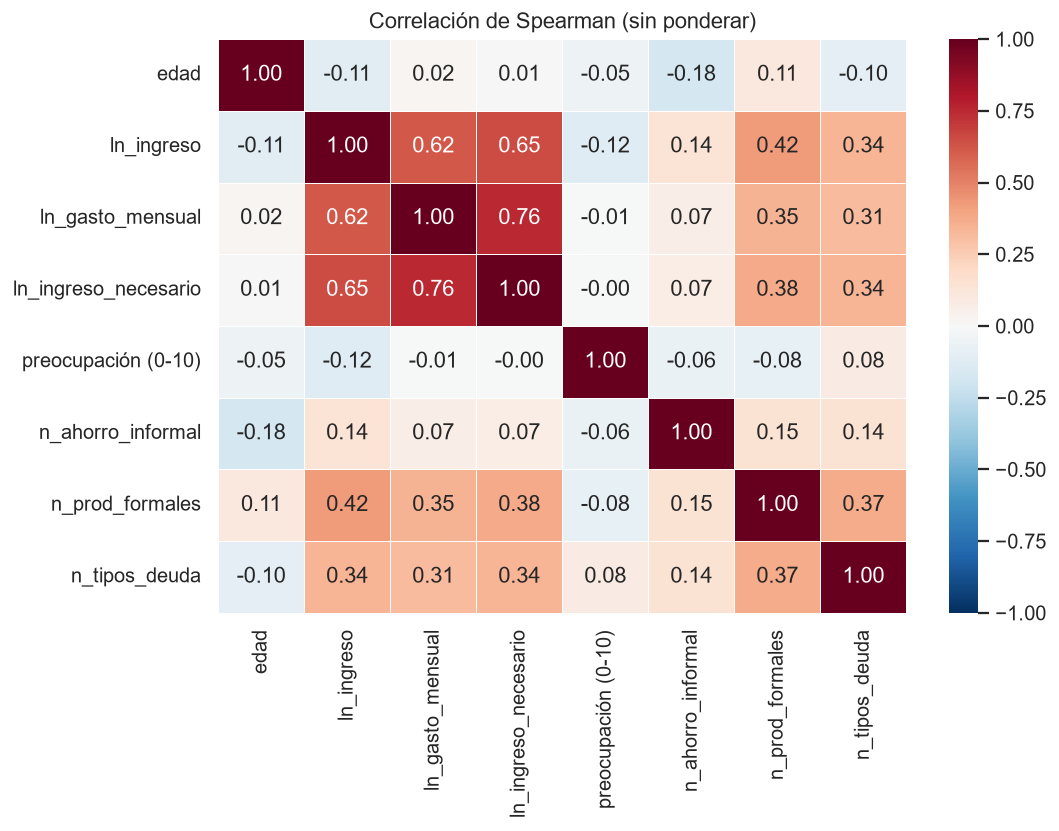 Correlación de Spearman (sin ponderar)
edad 1.00 -0.11 0.02 0.01 -0.05 -0.18 0.11 -0.10
ln_ingreso -0.11 1.00 0.62 0.65 -0.12 0.14 0.42 0.34
ln_gasto_mensual 0.02 0.62 1.00 0.76 -0.01 0.07 0.35 0.31
ln_ingreso_necesario 0.01 0.65 0.76 1.00 -0.00 0.07 0.38 0.34
preocupación (0-10) -0.05 -0.12 -0.01 -0.00 1.00 -0.06 -0.08 0.08
n_ahorro_informal -0.18 0.14 0.07 0.07 -0.06 1.00 0.15 0.14
n_prod_formales 0.11 0.42 0.35 0.38 -0.08 0.15 1.00 0.37
n_tipos_deuda -0.10 0.34 0.31 0.34 0.08 0.14 0.37 1.00
edad
ln_ingreso
ln_gasto_mensual
ln_ingreso_necesario
preocupación (0-10)
n_ahorro_informal
n_prod_formales
n_tipos_deuda
1.00
0.75
0.50
0.25
0.00
−0.25
−0.50
−0.75
−1.00